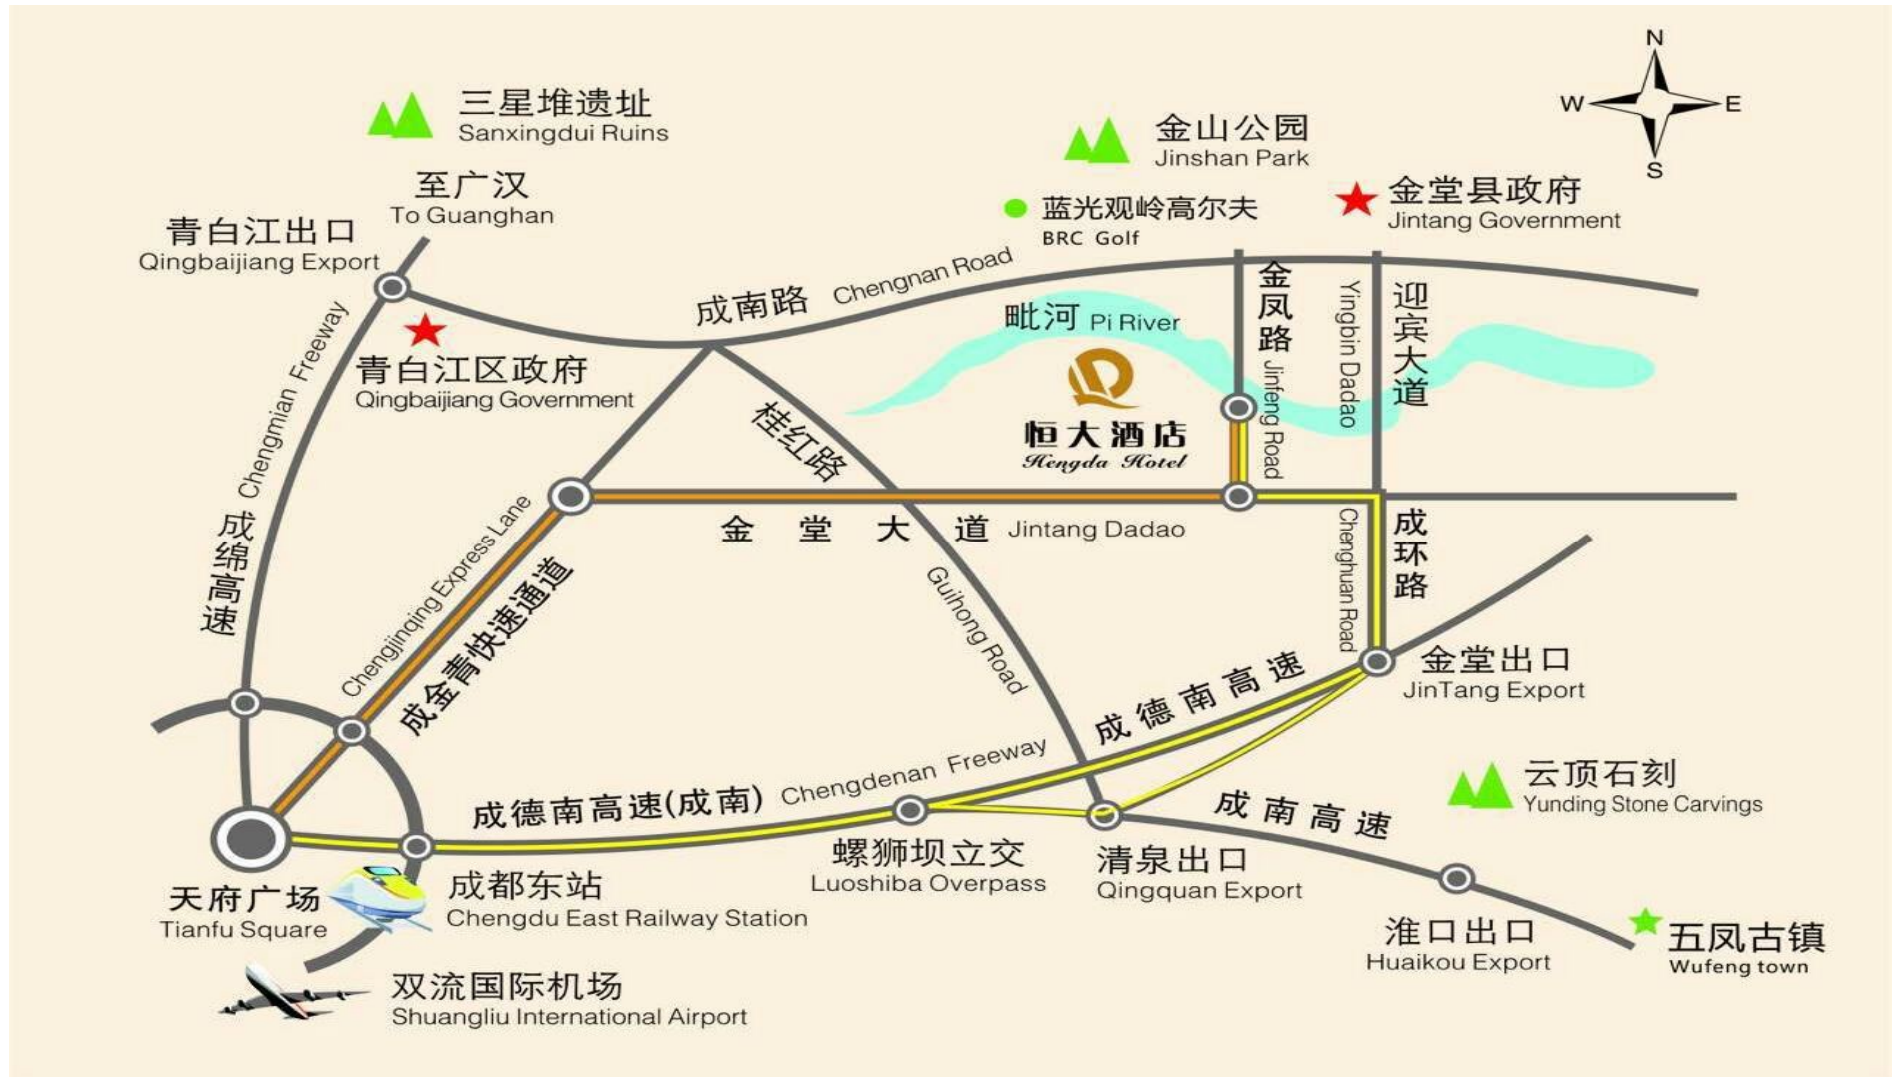 N
W
E
S
三星堆遗址
Sanxingdui Ruins
至广汉
To Guanghan
青白江出口
Qingbaijiang Export
金山公园
Jinshan Park
蓝光观岭高尔夫
BRC Golf
金堂县政府
Jintang Government
成南路 Chengnan Road
毗河 Pi River
金凤路
Jinfeng Road
Yingbin Dadao
迎宾大道
青白江区政府
Qingbaijiang Government
Chengmian Freeway
成绵高速
桂红路
Guihong Road
恒大酒店
Hengda Hotel
金堂大道 Jintang Dadao
Chengjinqing Express Lane
成金青快速通道
Chenghuan Road
成环路
金堂出口
JinTang Export
成德南高速
成德南高速(成南) Chengdenan Freeway
云顶石刻
Yunding Stone Carvings
成南高速
螺狮坝立交
Luoshiba Overpass
清泉出口
Qingquan Export
天府广场
Tianfu Square
成都东站
Chengdu East Railway Station
淮口出口
Huaikou Export
五凤古镇
Wufeng town
双流国际机场
Shuangliu International Airport